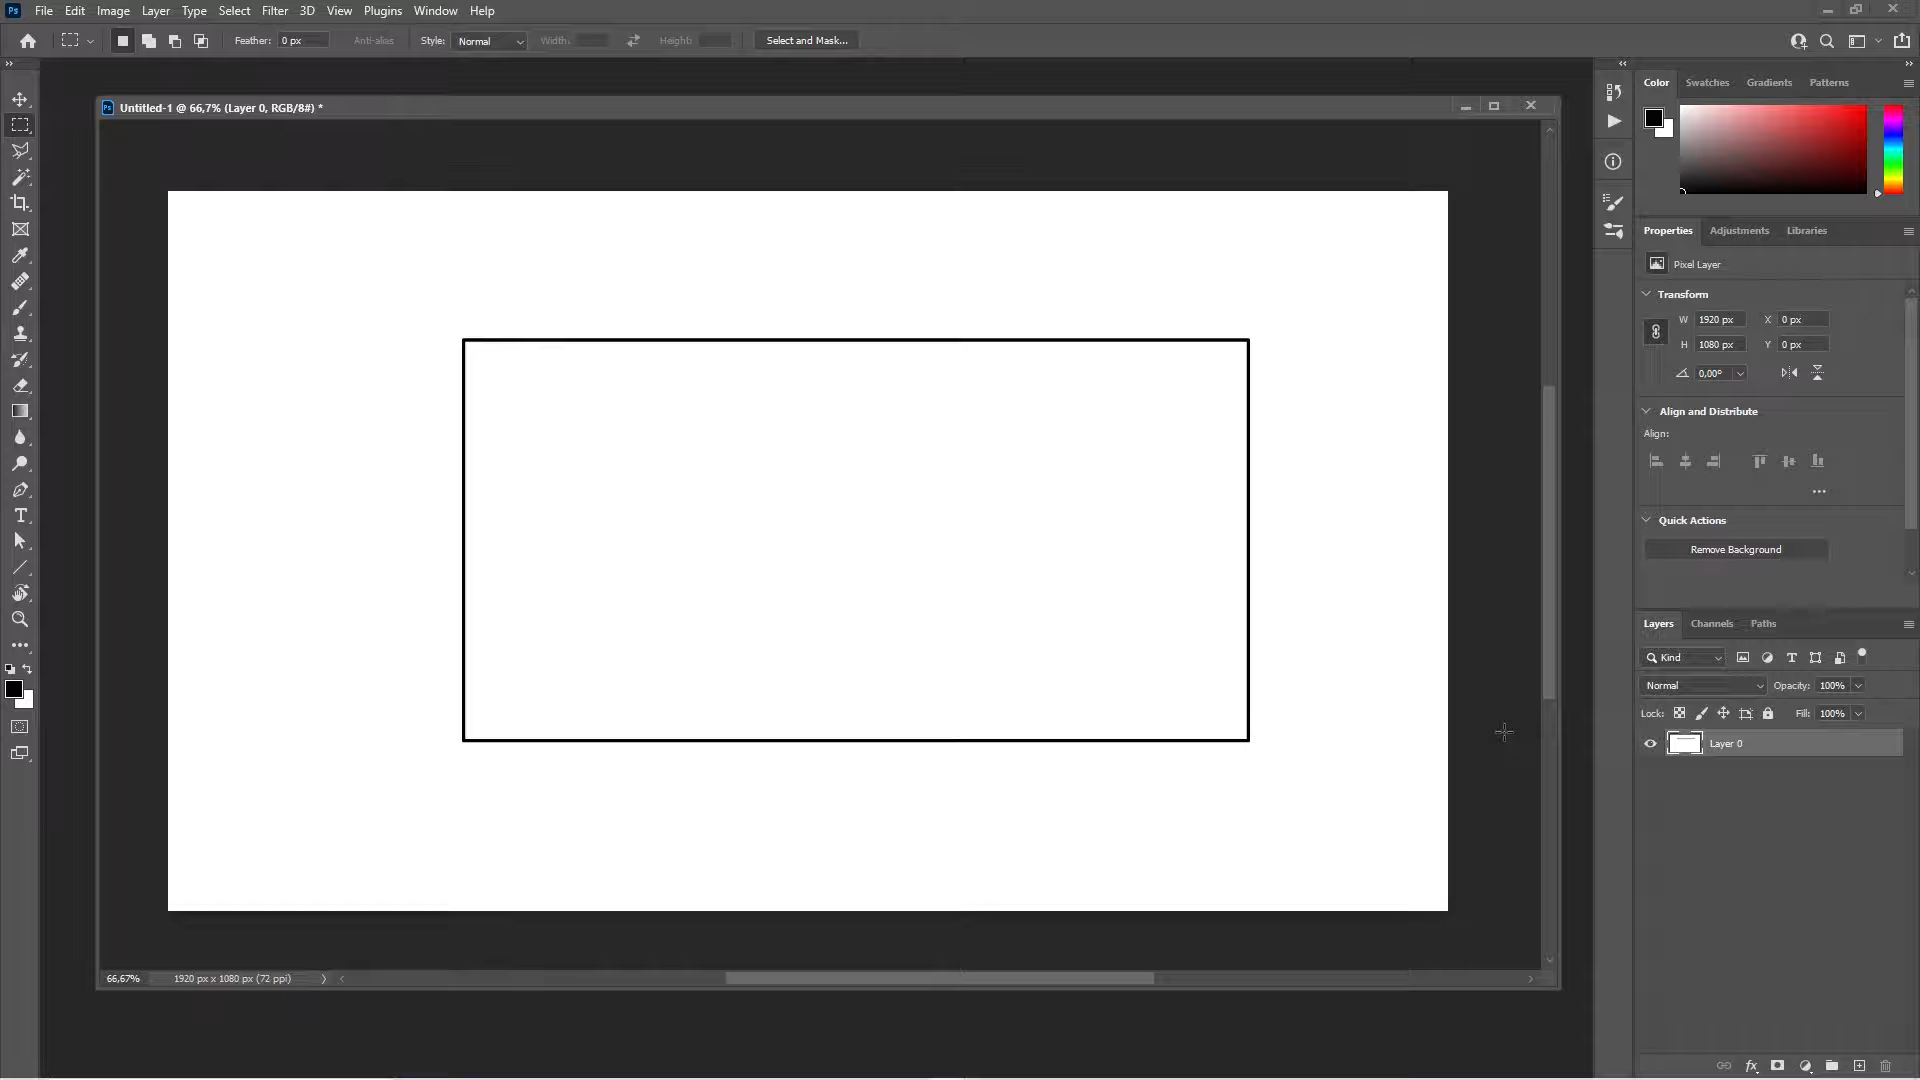 Ps File Edit Image Layer Type Select Filter 3D View Plugins Window Help
Feather: 0 px Anti-alias Style: Normal Width: Height: Select and Mask...
Ps Untitled-1 @ 66,7% (Layer 0, RGB/8#) *
Color Swatches Gradients Patterns
Properties Adjustments Libraries
Pixel Layer
Transform
W 1920 px X 0 px
H 1080 px Y 0 px
0,00°
Align and Distribute
Align:
Quick Actions
Remove Background
Layers Channels Paths
Kind
Normal Opacity: 100%
Lock: Fill: 100%
Layer 0
66,67% 1920 px x 1080 px (72 ppi)